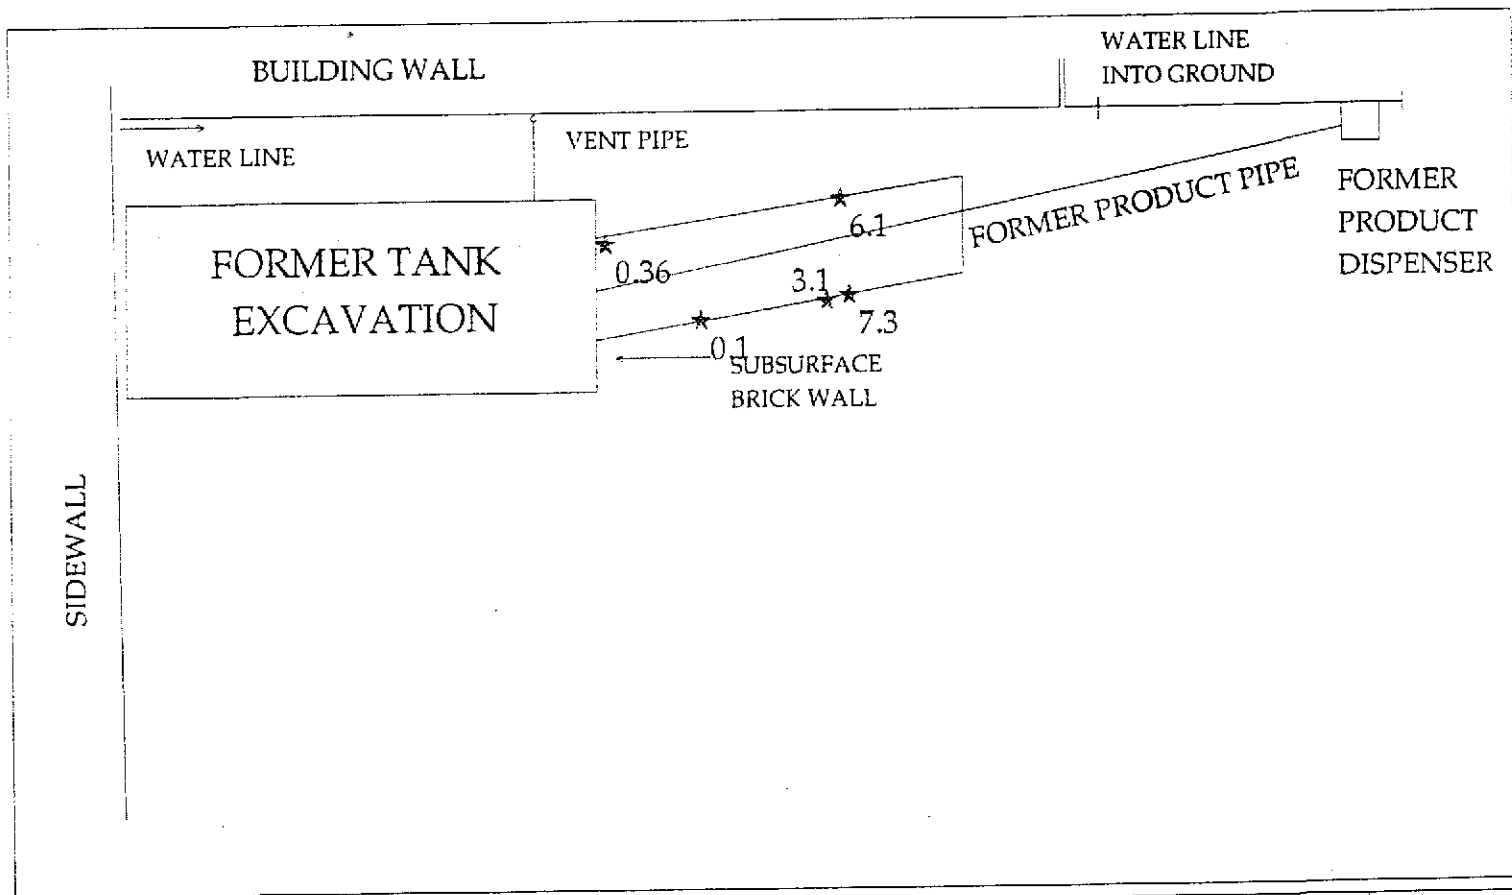 BUILDING WALL
WATER LINE
INTO GROUND
WATER LINE
VENT PIPE
FORMER TANK
EXCAVATION
0.36
6.1
3.1
7.3
0.1
FORMER PRODUCT PIPE
FORMER
PRODUCT
DISPENSER
SUBSURFACE
BRICK WALL
SIDEWALL